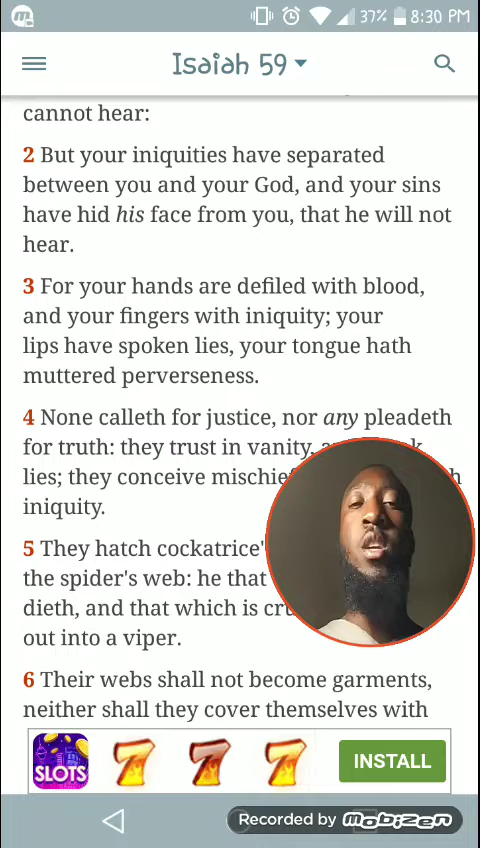 37% 8:30 PM
Isaiah 59
cannot hear:
2 But your iniquities have separated
between you and your God, and your sins
have hid his face from you, that he will not
hear.
3 For your hands are defiled with blood,
and your fingers with iniquity; your
lips have spoken lies, your tongue hath
muttered perverseness.
4 None calleth for justice, nor any pleadeth
for truth: they trust in vanity,
lies; they conceive
iniquity.
5 They hatch
the spider's web: he that
dieth, and that which is
out into a viper.
6 Their webs shall not become garments,
neither shall they cover themselves with
SLOTS 7 7 7 INSTALL
Recorded by mobizen